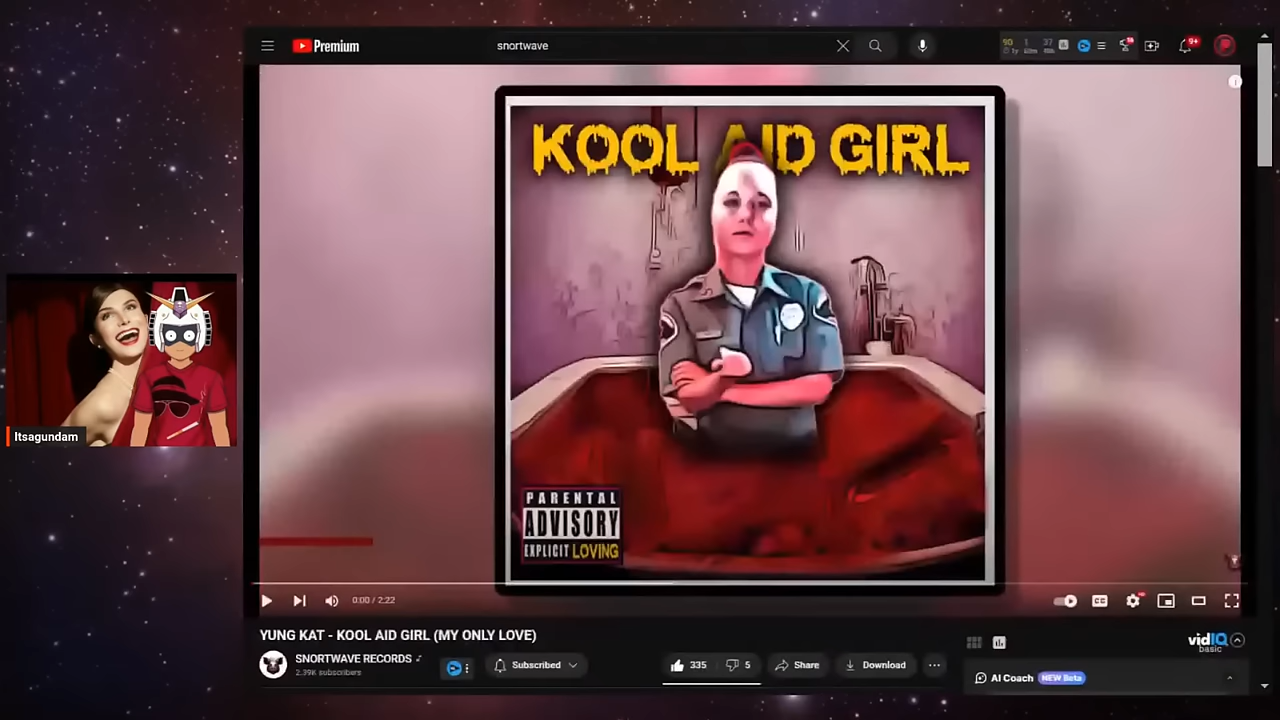 Premium
snortwave
9+
KOOL AID GIRL
PARENTAL
ADVISORY
EXPLICIT LOVING
Itsagundam
0:00 / 2:22
CC
YUNG KAT - KOOL AID GIRL (MY ONLY LOVE)
SNORTWAVE RECORDS
2.39K subscribers
Subscribed
335
5
Share
Download
vidIQ
basic
AI Coach NEW Beta